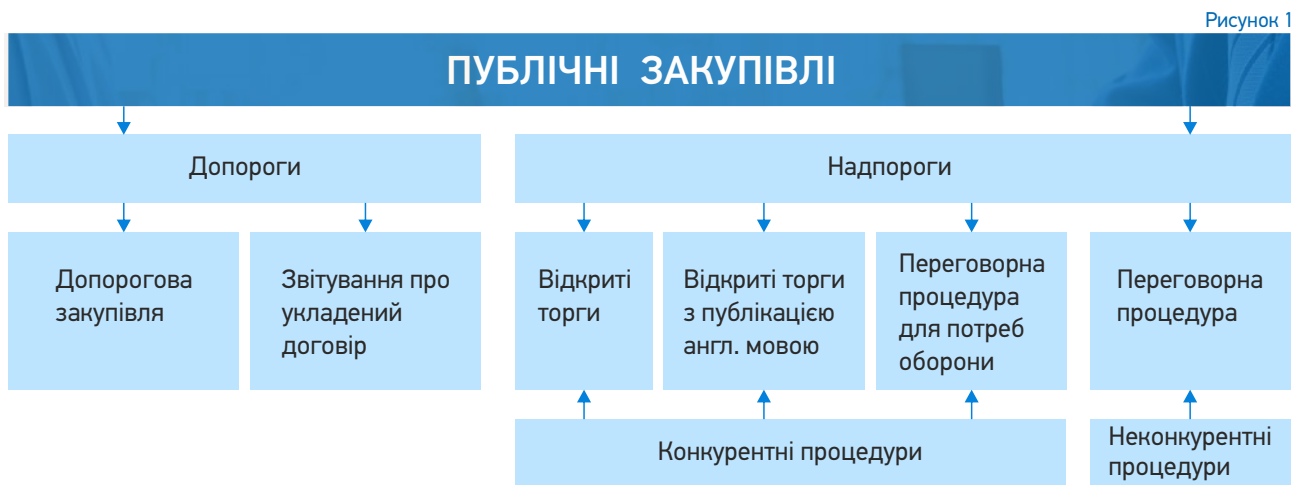 Рисунок 1
ПУБЛІЧНІ ЗАКУПІВЛІ
Допороги
Надпороги
Допорогова
закупівля
Звітування про
укладений
договір
Відкриті
торги
Відкриті торги
з публікацією
англ. мовою
Переговорна
процедура
для потреб
оборони
Переговорна
процедура
Конкурентні процедури
Неконкурентні
процедури